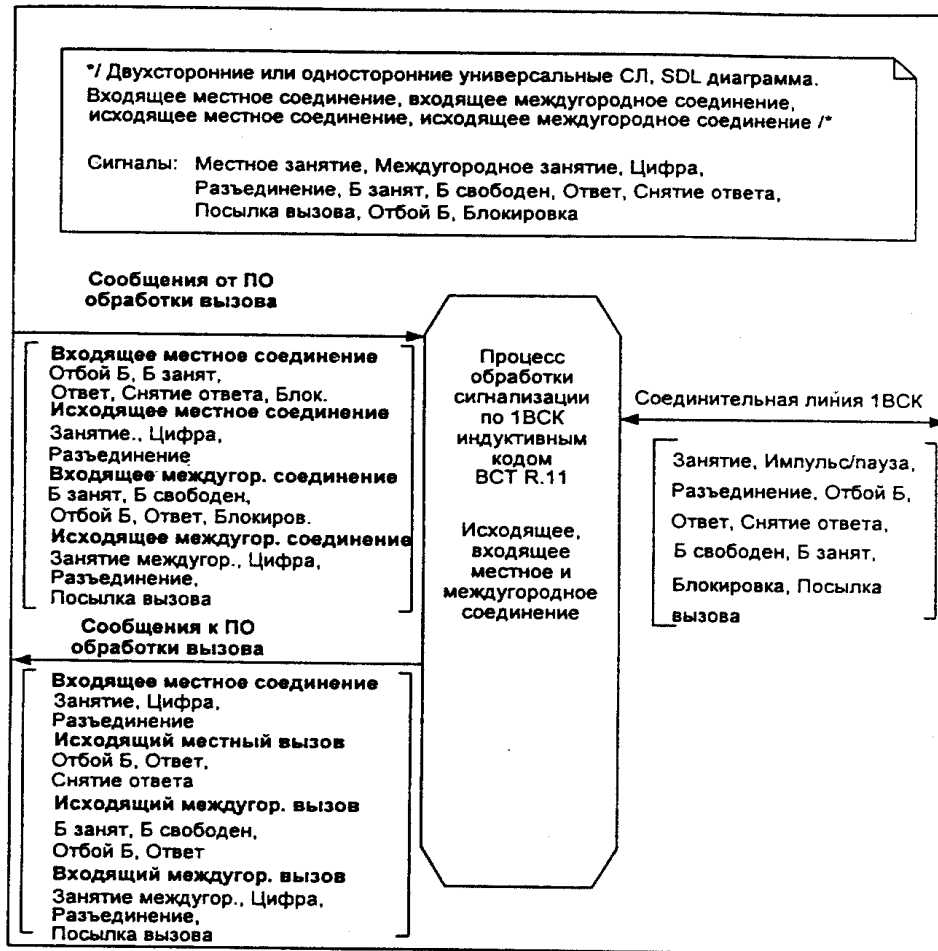 */ Двухсторонние или односторонние универсальные СЛ, SDL диаграмма.
Входящее местное соединение, входящее междугородное соединение,
исходящее местное соединение, исходящее междугородное соединение /*
Сигналы: Местное занятие, Междугородное занятие, Цифра,
Разъединение, Б занят, Б свободен, Ответ, Снятие ответа,
Посылка вызова, Отбой Б, Блокировка
Сообщения от ПО
обработки вызова
Входящее местное соединение
Отбой Б, Б занят,
Ответ, Снятие ответа, Блок.
Исходящее местное соединение
Занятие., Цифра,
Разъединение
Входящее междугор. соединение
Б занят, Б свободен,
Отбой Б, Ответ, Блокиров.
Исходящее междугор. соединение
Занятие междугор., Цифра,
Разъединение,
Посылка вызова
Сообщения к ПО
обработки вызова
Входящее местное соединение
Занятие, Цифра,
Разъединение
Исходящий местный вызов
Отбой Б, Ответ,
Снятие ответа
Исходящий междугор. вызов
Б занят, Б свободен,
Отбой Б, Ответ
Входящий междугор. вызов
Занятие междугор., Цифра,
Разъединение,
Посылка вызова
Процесс
обработки
сигнализации
по 1ВСК
индуктивным
кодом
ВСТ R.11
Исходящее,
входящее
местное и
междугородное
соединение
Соединительная линия 1ВСК
Занятие, Импульс/пауза,
Разъединение, Отбой Б,
Ответ, Снятие ответа,
Б свободен, Б занят,
Блокировка, Посылка
вызова